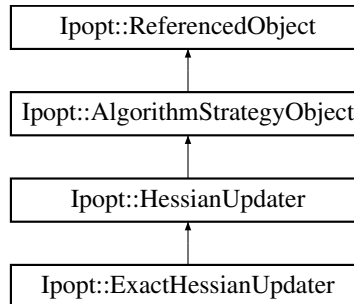 Ipopt::ReferencedObject
Ipopt::AlgorithmStrategyObject
Ipopt::HessianUpdater
Ipopt::ExactHessianUpdater